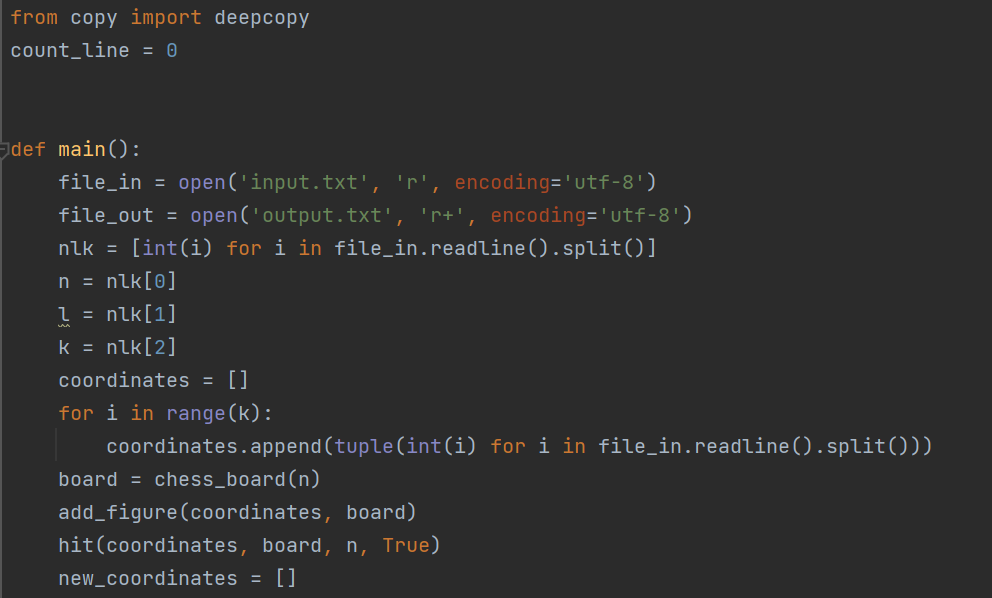 from copy import deepcopy
count_line = 0
def main():
    file_in = open('input.txt', 'r', encoding='utf-8')
    file_out = open('output.txt', 'r+', encoding='utf-8')
    nlk = [int(i) for i in file_in.readline().split()]
    n = nlk[0]
    l = nlk[1]
    k = nlk[2]
    coordinates = []
    for i in range(k):
        coordinates.append(tuple(int(i) for i in file_in.readline().split()))
    board = chess_board(n)
    add_figure(coordinates, board)
    hit(coordinates, board, n, True)
    new_coordinates = []